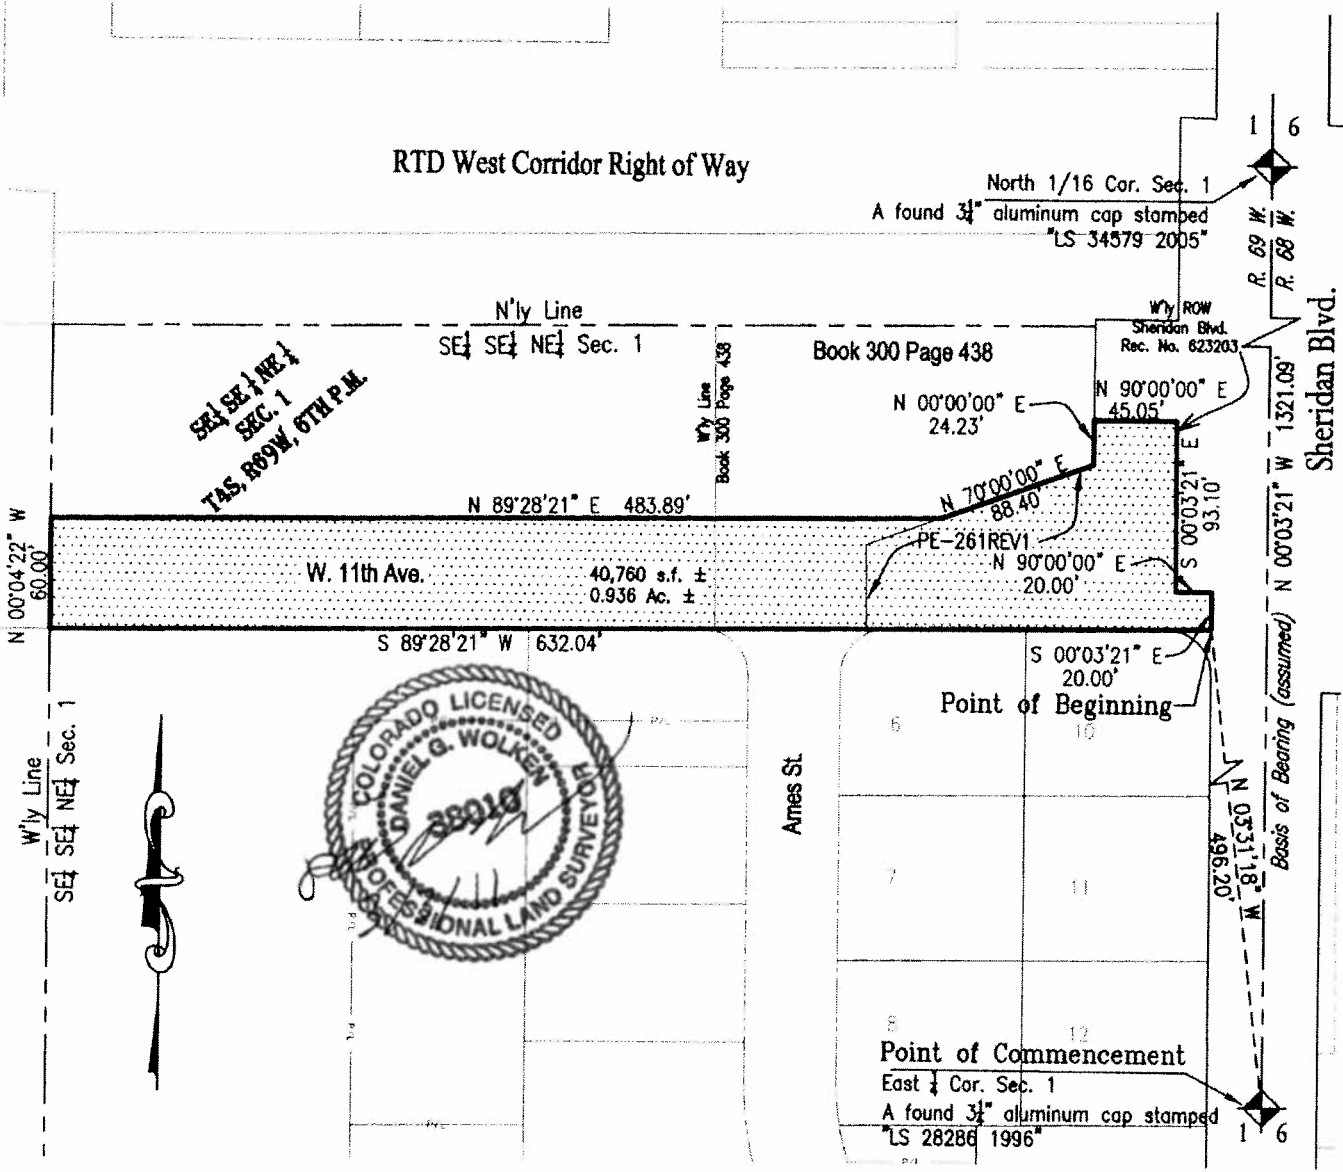 1 6
RTD West Corridor Right of Way
North 1/16 Cor. Sec. 1
A found 3¼" aluminum cap stamped
"LS 34579 2005"
R. 69 W.
R. 68 W.
Sheridan Blvd.
N'ly Line
SE¼ SE¼ NE¼ Sec. 1
Book 300 Page 438
W'ly ROW
Sheridan Blvd.
Rec. No. 623203
SE¼ SE¼ NE¼
SEC. 1
T4S, R69W, 6TH P.M.
W'ly Line
Book 300 Page 438
N 00°00'00" E
24.23'
N 90°00'00" E
45.05'
N 70°00'00" E
88.40'
S 00°03'21" E
93.10'
N 89°28'21" E 483.89'
N 00°04'22" W
60.00'
W. 11th Ave.
40,760 s.f. ±
0.936 Ac. ±
PE-261REV1
N 90°00'00" E
20.00'
S 89°28'21" W 632.04'
S 00°03'21" E
20.00'
Point of Beginning
Basis of Bearing (assumed) N 00°03'21" W 1321.09'
N 03°31'18" W
496.20'
W'ly Line
SE¼ SE¼ NE¼ Sec. 1
COLORADO LICENSED
DANIEL G. WOLKEN
38010
PROFESSIONAL LAND SURVEYOR
Ames St.
P/L
6
10
7
11
8
12
P/L
P/L
P/L
Point of Commencement
East ¼ Cor. Sec. 1
A found 3¼" aluminum cap stamped
"LS 28286 1996"
1 6